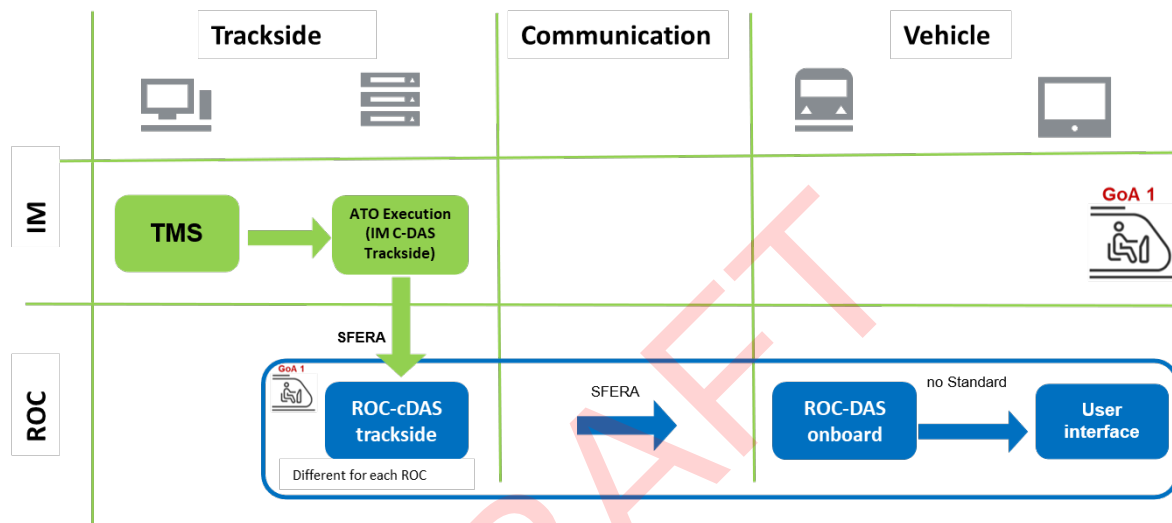 Trackside
Communication
Vehicle
IM
TMS
ATO Execution
(IM C-DAS
Trackside)
GoA 1
SFERA
ROC
GoA 1
ROC-cDAS
trackside
Different for each ROC
SFERA
ROC-DAS
onboard
no Standard
User
interface
RAFT